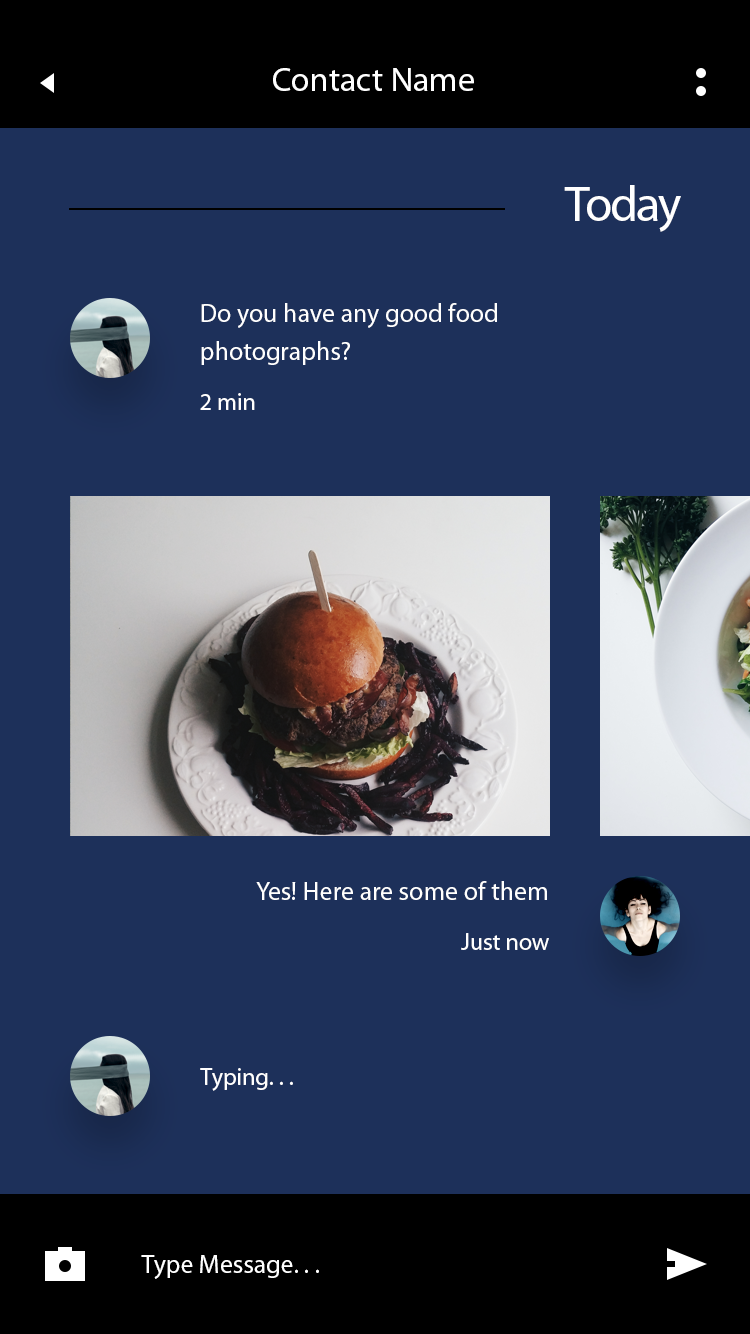 Contact Name
Today
Do you have any good food
photographs?
2 min
Yes! Here are some of them
Just now
Typing. . .
Type Message. . .